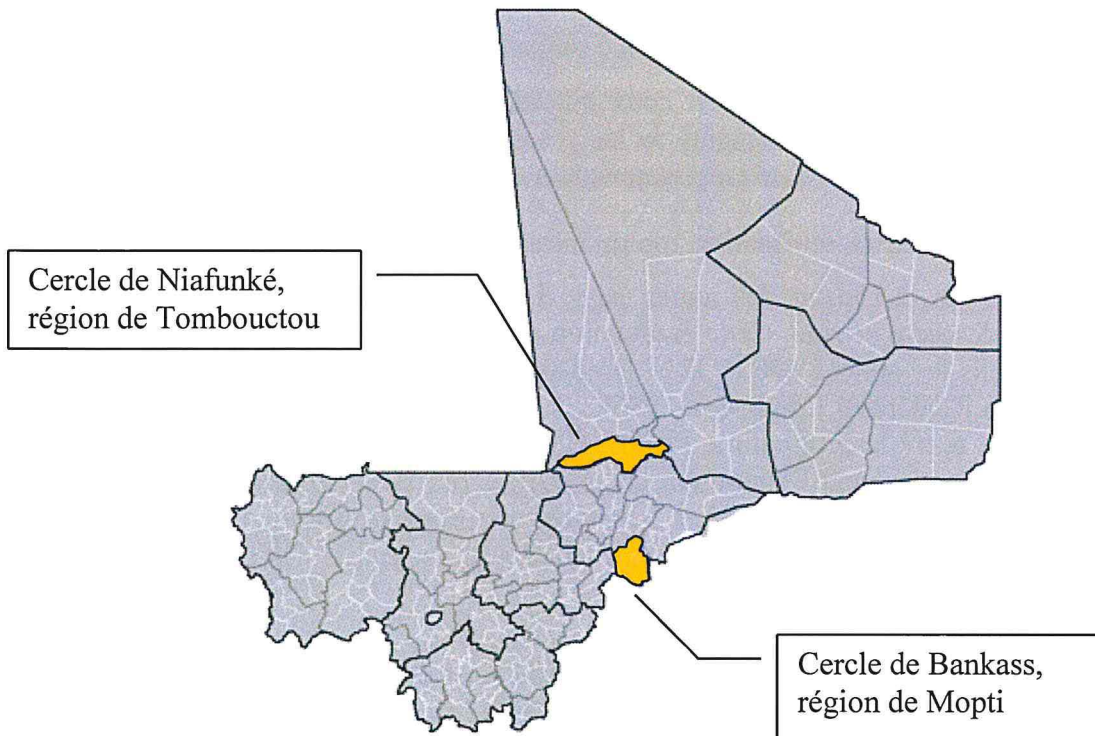 Cercle de Niafunké,
région de Tombouctou
Cercle de Bankass,
région de Mopti